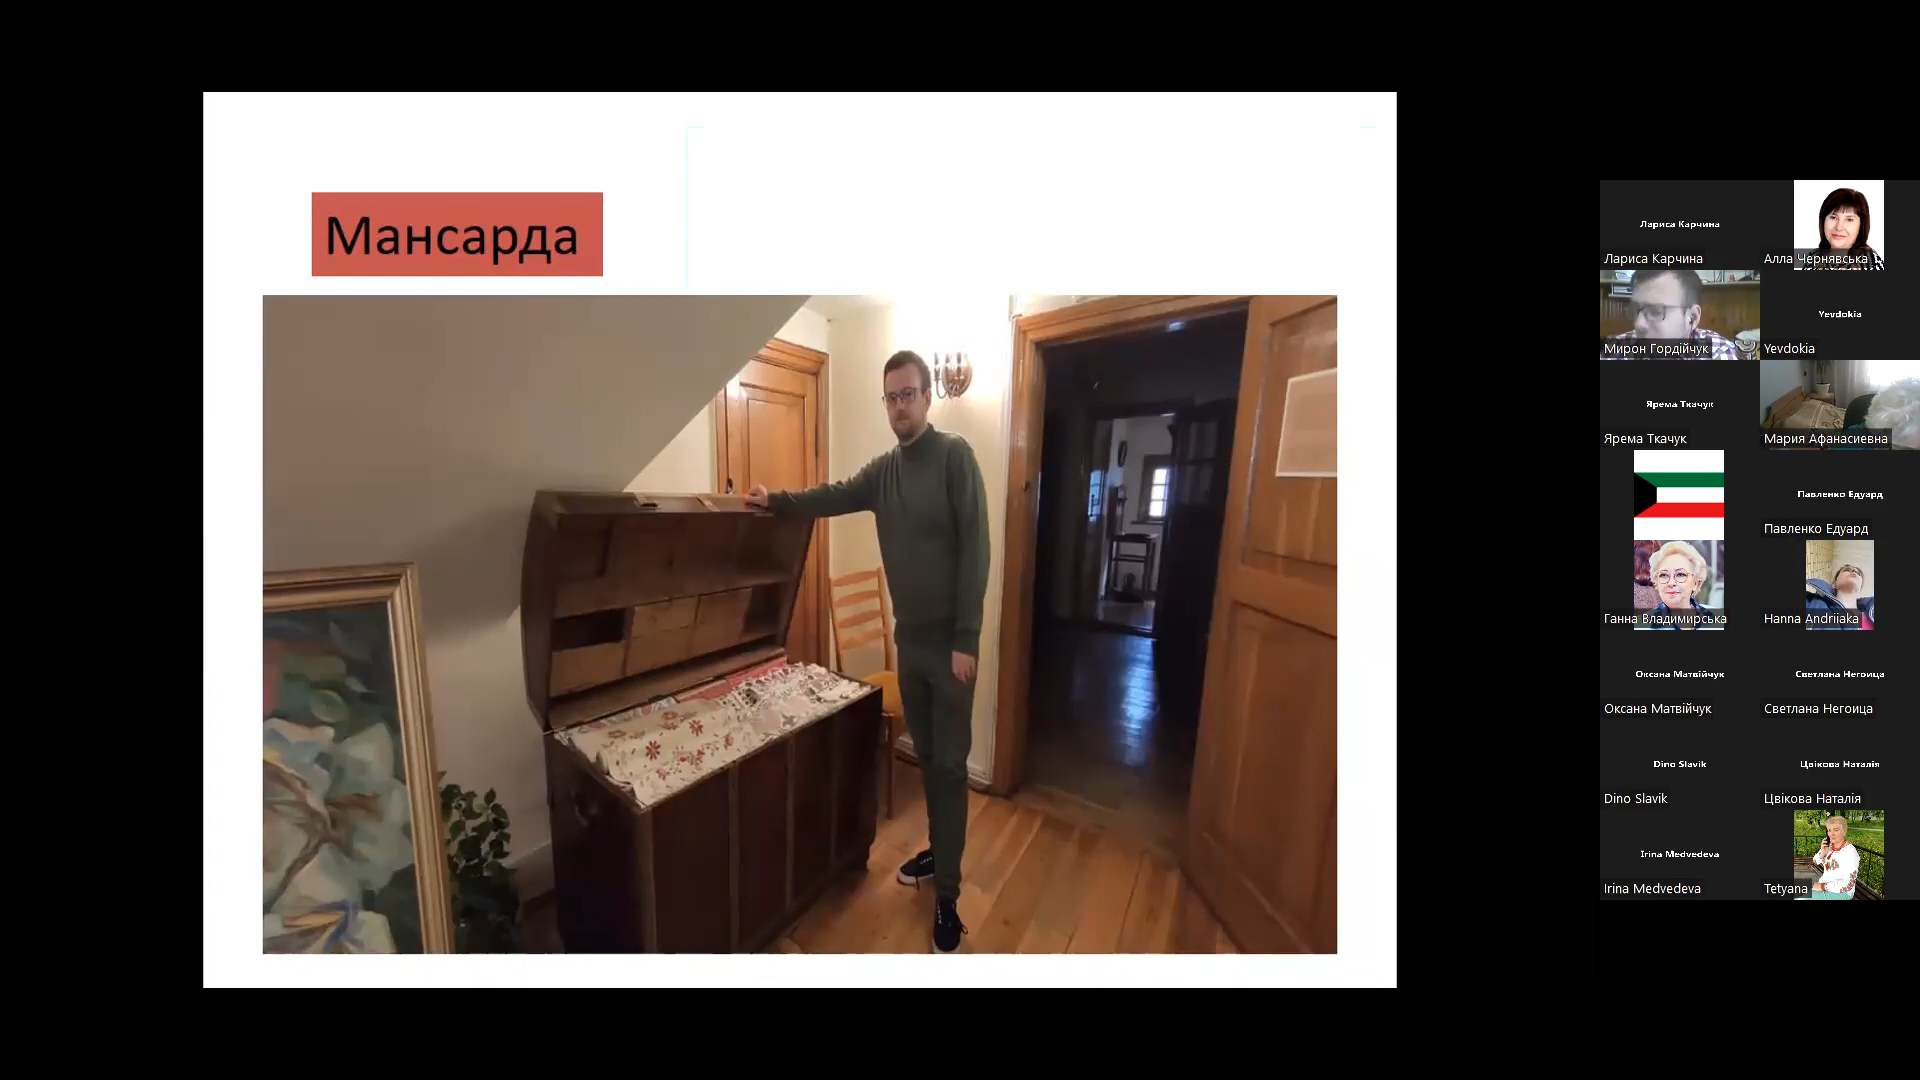 Мансарда
Лариса Карчина
Лариса Карчина
Алла Чернявська
Мирон Гордійчук
Yevdokia
Yevdokia
Ярема Ткачук
Ярема Ткачук
Мария Афанасиевна
Павленко Едуард
Павленко Едуард
Ганна Владимирська
Hanna Andriiaka
Оксана Матвійчук
Оксана Матвійчук
Светлана Негоица
Светлана Негоица
Dino Slavik
Dino Slavik
Цвікова Наталія
Цвікова Наталія
Irina Medvedeva
Irina Medvedeva
Tetyana